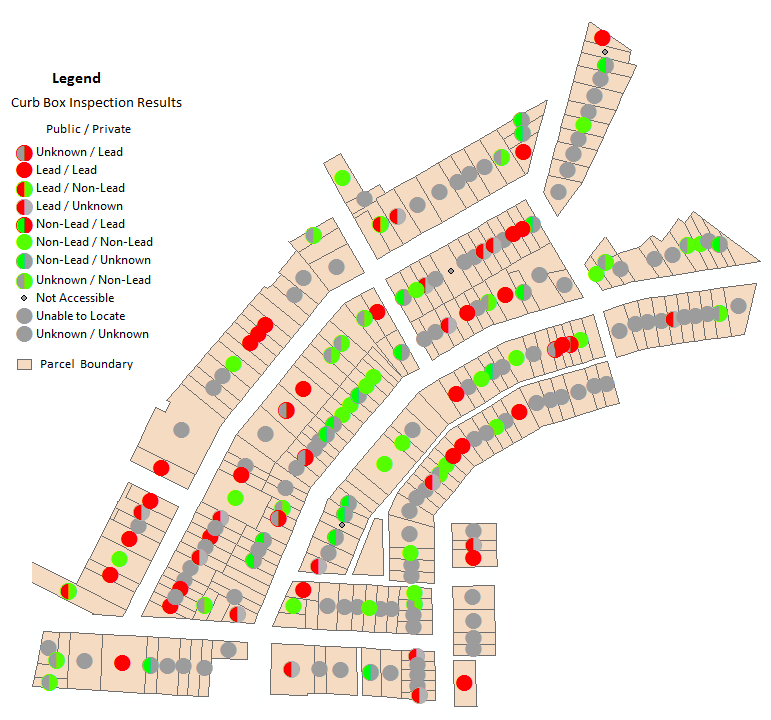 Legend
Curb Box Inspection Results
Public / Private
Unknown / Lead
Lead / Lead
Lead / Non-Lead
Lead / Unknown
Non-Lead / Lead
Non-Lead / Non-Lead
Non-Lead / Unknown
Unknown / Non-Lead
Not Accessible
Unable to Locate
Unknown / Unknown
Parcel Boundary